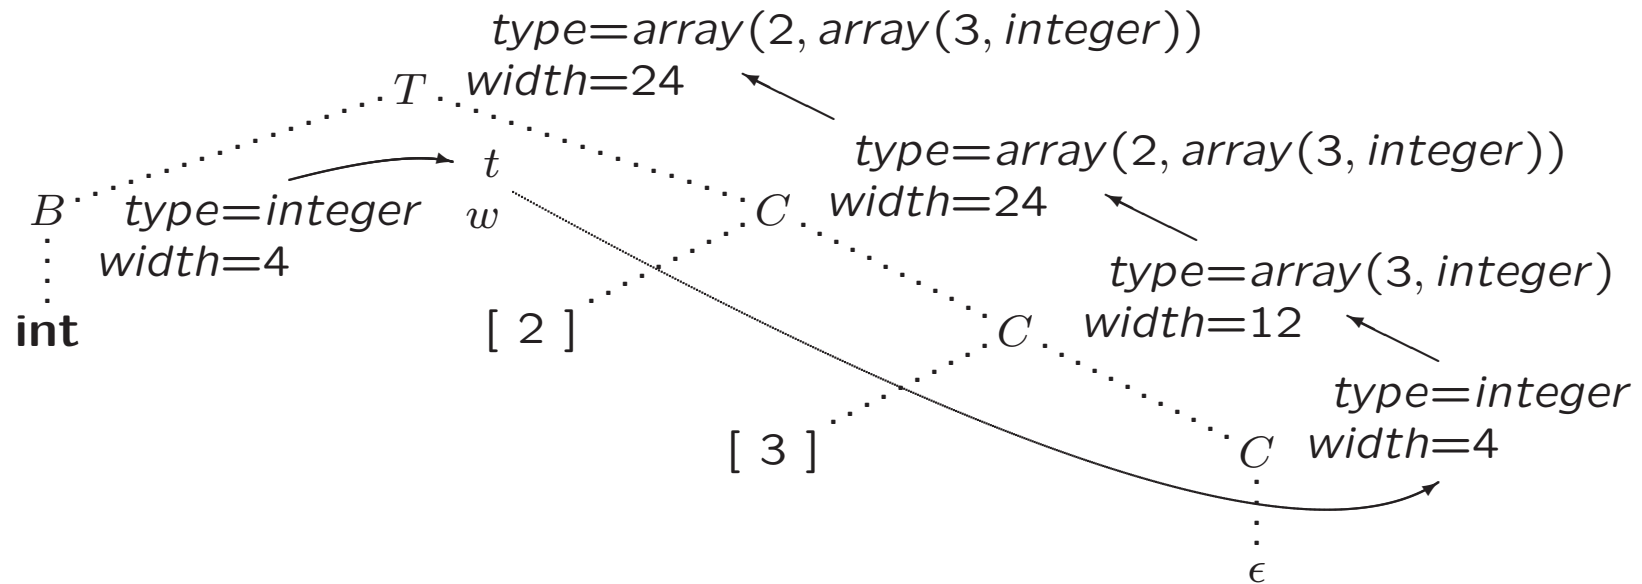 type=array(2, array(3, integer))
T width=24
type=array(2, array(3, integer))
t
B type=integer w C width=24
width=4
type=array(3, integer)
int [ 2 ] C width=12
type=integer
[ 3 ] C width=4
ϵ